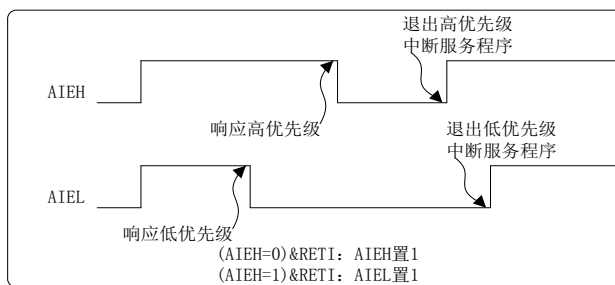 退出高优先级
中断服务程序
AIEH
响应高优先级
退出低优先级
中断服务程序
AIEL
响应低优先级
(AIEH=0)&RETI：AIEH置1
(AIEH=1)&RETI：AIEL置1